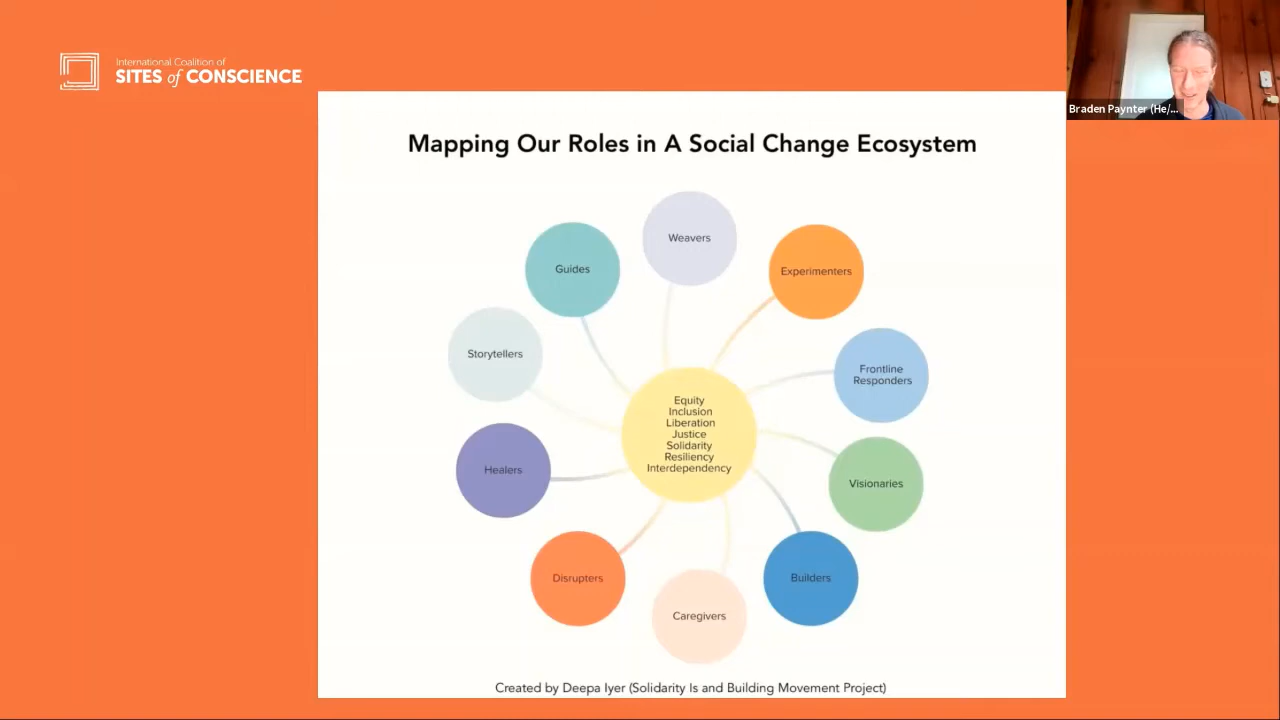 International Coalition of
SITES of CONSCIENCE
Braden Paynter (He/...
Mapping Our Roles in A Social Change Ecosystem
Weavers
Guides
Experimenters
Storytellers
Frontline
Responders
Equity
Inclusion
Liberation
Justice
Solidarity
Resiliency
Interdependency
Healers
Visionaries
Disrupters
Builders
Caregivers
Created by Deepa Iyer (Solidarity Is and Building Movement Project)